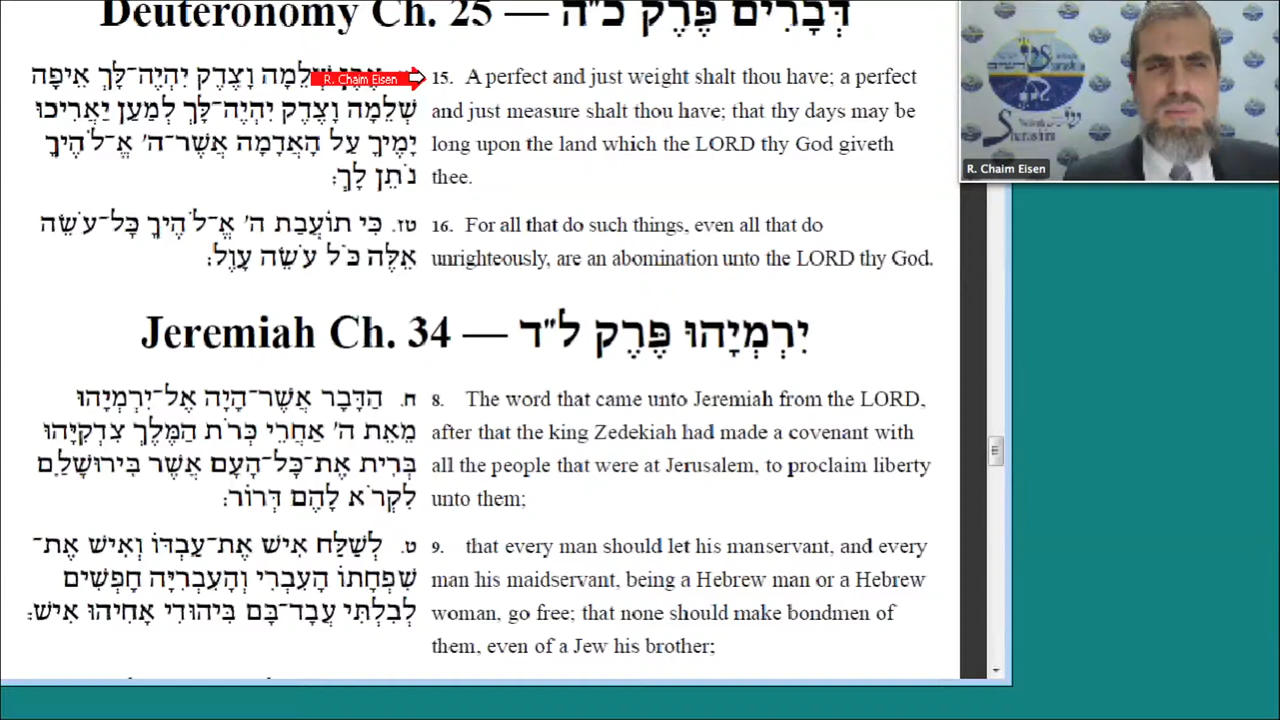 Deuteronomy Ch. 25 — דְּבָרִים פֶּרֶק כ"ה
שְׁלֵמָה וָצֶדֶק יִהְיֶה־לָּךְ אֵיפָה
שְׁלֵמָה וָצֶדֶק יִהְיֶה־לָּךְ לְמַעַן יַאֲרִיכוּ
יָמֶיךָ עַל הָאֲדָמָה אֲשֶׁר־ה' אֱ־לֹהֶיךָ
נֹתֵן לָךְ:
R. Chaim Eisen
15. A perfect and just weight shalt thou have; a perfect
and just measure shalt thou have; that thy days may be
long upon the land which the LORD thy God giveth
thee.
טז. כִּי תוֹעֲבַת ה' אֱ־לֹהֶיךָ כָּל־עֹשֵׂה
אֵלֶּה כֹּל עֹשֵׂה עָוֶל:
16. For all that do such things, even all that do
unrighteously, are an abomination unto the LORD thy God.
Jeremiah Ch. 34 — יִרְמְיָהוּ פֶּרֶק ל"ד
ח. הַדָּבָר אֲשֶׁר־הָיָה אֶל־יִרְמְיָהוּ
מֵאֵת ה' אַחֲרֵי כְּרֹת הַמֶּלֶךְ צִדְקִיָּהוּ
בְּרִית אֶת־כָּל־הָעָם אֲשֶׁר בִּירוּשָׁלִַם
לִקְרֹא לָהֶם דְּרוֹר:
8. The word that came unto Jeremiah from the LORD,
after that the king Zedekiah had made a covenant with
all the people that were at Jerusalem, to proclaim liberty
unto them;
ט. לְשַׁלַּח אִישׁ אֶת־עַבְדּוֹ וְאִישׁ אֶת־
שִׁפְחָתוֹ הָעִבְרִי וְהָעִבְרִיָּה חָפְשִׁים
לְבִלְתִּי עֲבָד־בָּם בִּיהוּדִי אָחִיהוּ אִישׁ:
9. that every man should let his manservant, and every
man his maidservant, being a Hebrew man or a Hebrew
woman, go free; that none should make bondmen of
them, even of a Jew his brother;
R. Chaim Eisen